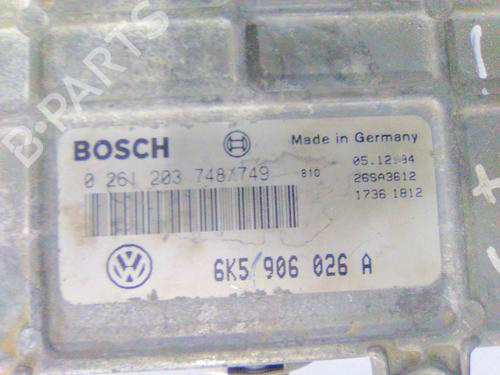 B-PARTS
BOSCH
Made in Germany
0 261 203 748/749 810
05.12.94
26SA3612
1736 1812
VW
6K5 906 026 A